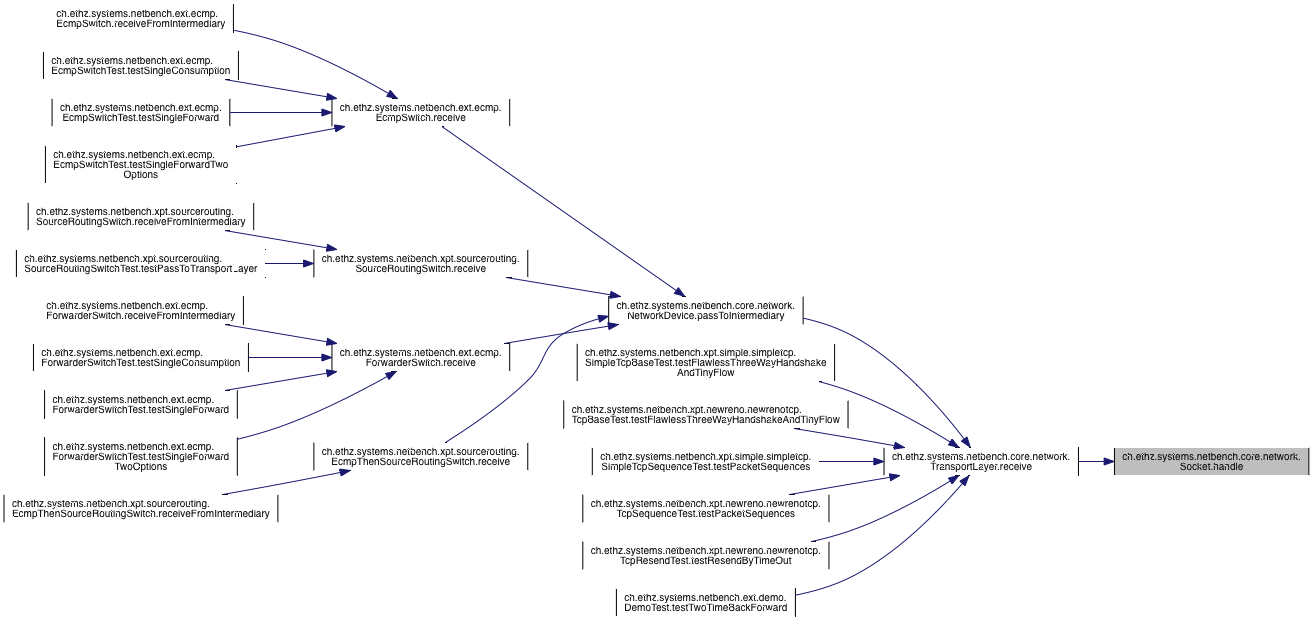 ch.ethz.systems.netbench.ext.ecmp.
EcmpSwitch.receiveFromIntermediary
ch.ethz.systems.netbench.ext.ecmp.
EcmpSwitchTest.testSingleConsumption
ch.ethz.systems.netbench.ext.ecmp.
EcmpSwitchTest.testSingleForward
ch.ethz.systems.netbench.ext.ecmp.
EcmpSwitchTest.testSingleForwardTwo
Options
ch.ethz.systems.netbench.xpt.sourcerouting.
SourceRoutingSwitch.receiveFromIntermediary
ch.ethz.systems.netbench.xpt.sourcerouting.
SourceRoutingSwitchTest.testPassToTransportLayer
ch.ethz.systems.netbench.ext.ecmp.
ForwarderSwitch.receiveFromIntermediary
ch.ethz.systems.netbench.ext.ecmp.
ForwarderSwitchTest.testSingleConsumption
ch.ethz.systems.netbench.ext.ecmp.
ForwarderSwitchTest.testSingleForward
ch.ethz.systems.netbench.ext.ecmp.
ForwarderSwitchTest.testSingleForward
TwoOptions
ch.ethz.systems.netbench.xpt.sourcerouting.
EcmpThenSourceRoutingSwitch.receiveFromIntermediary
ch.ethz.systems.netbench.ext.ecmp.
EcmpSwitch.receive
ch.ethz.systems.netbench.xpt.sourcerouting.
SourceRoutingSwitch.receive
ch.ethz.systems.netbench.ext.ecmp.
ForwarderSwitch.receive
ch.ethz.systems.netbench.xpt.sourcerouting.
EcmpThenSourceRoutingSwitch.receive
ch.ethz.systems.netbench.core.network.
NetworkDevice.passToIntermediary
ch.ethz.systems.netbench.xpt.simple.simpletcp.
SimpleTcpBaseTest.testFlawlessThreeWayHandshake
AndTinyFlow
ch.ethz.systems.netbench.xpt.newreno.newrenotcp.
TcpBaseTest.testFlawlessThreeWayHandshakeAndTinyFlow
ch.ethz.systems.netbench.xpt.simple.simpletcp.
SimpleTcpSequenceTest.testPacketSequences
ch.ethz.systems.netbench.xpt.newreno.newrenotcp.
TcpSequenceTest.testPacketSequences
ch.ethz.systems.netbench.xpt.newreno.newrenotcp.
TcpResendTest.testResendByTimeOut
ch.ethz.systems.netbench.ext.demo.
DemoTest.testTwoTimeBackForward
ch.ethz.systems.netbench.core.network.
TransportLayer.receive
ch.ethz.systems.netbench.core.network.
Socket.handle